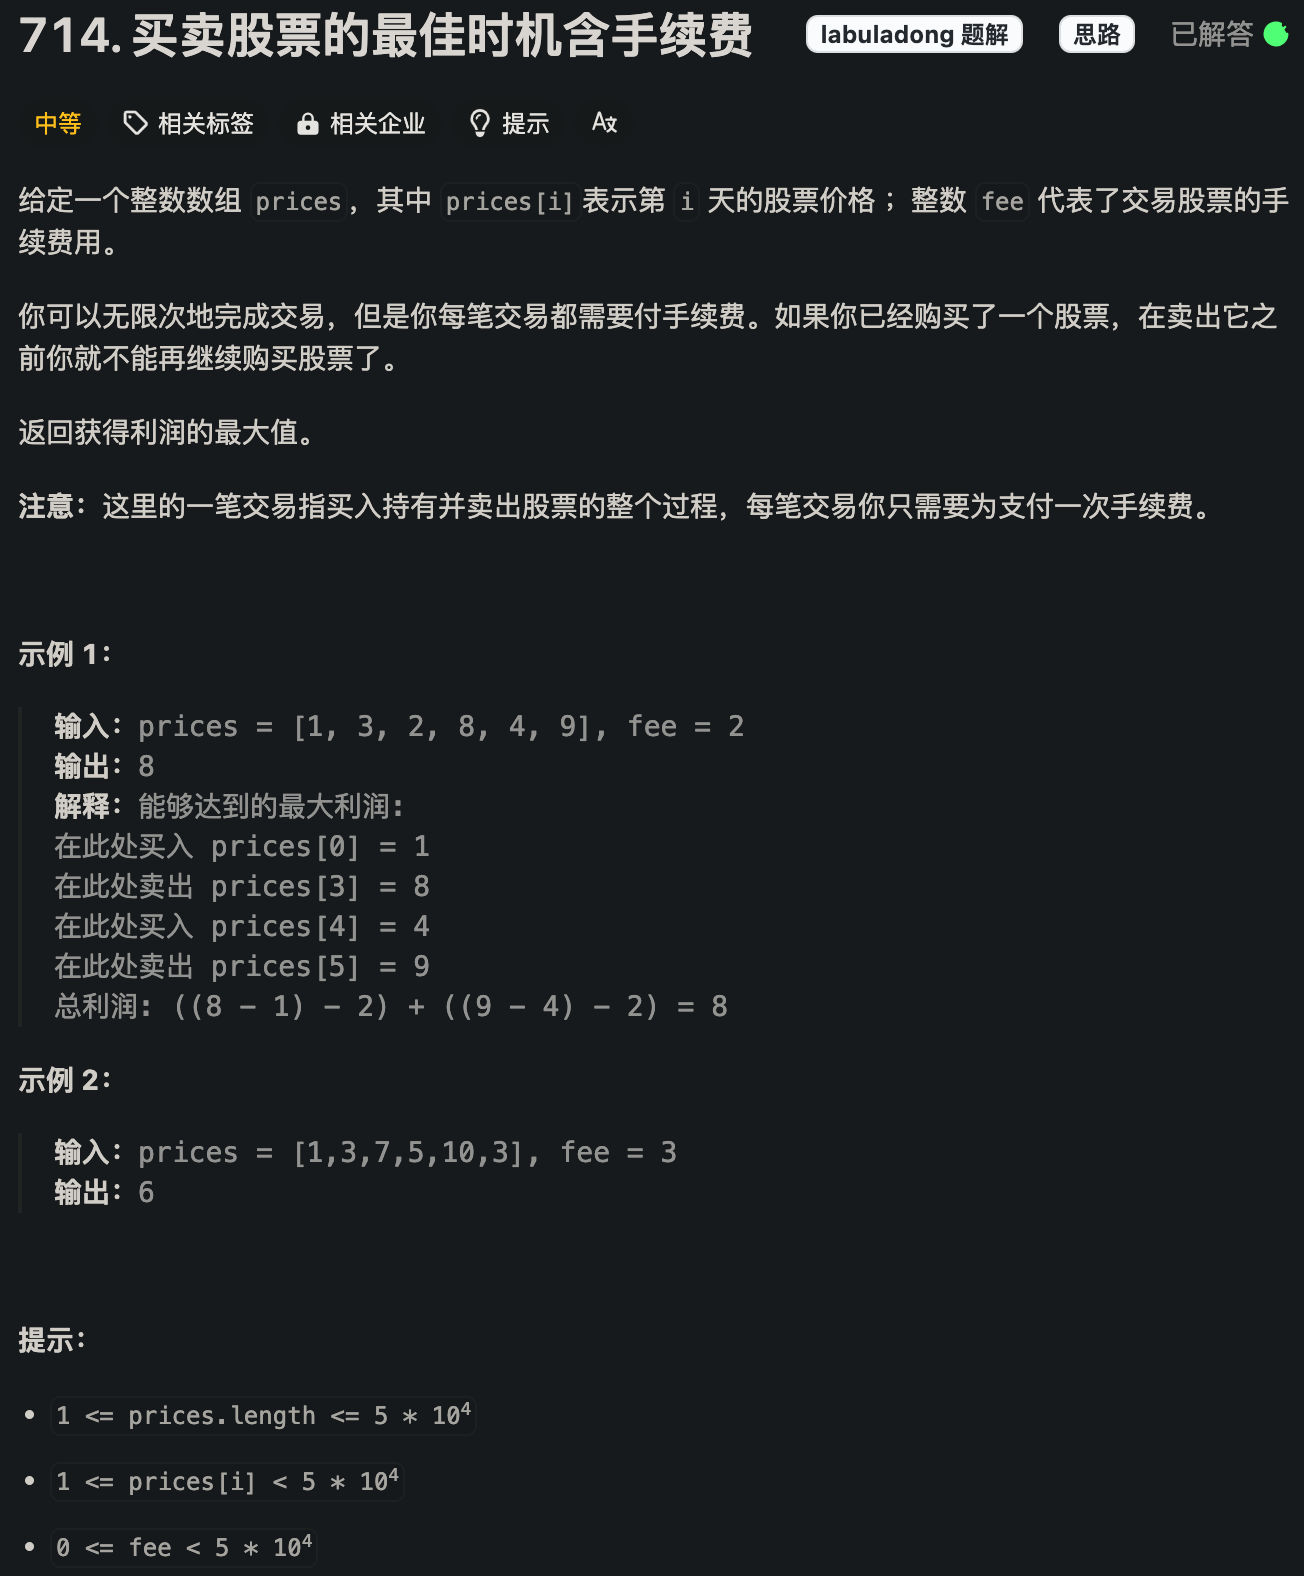 714. 买卖股票的最佳时机含手续费
labuladong 题解
思路
已解答
中等
相关标签
相关企业
提示
给定一个整数数组 prices，其中 prices[i]表示第 i 天的股票价格 ；整数 fee 代表了交易股票的手
续费用。
你可以无限次地完成交易，但是你每笔交易都需要付手续费。如果你已经购买了一个股票，在卖出它之
前你就不能再继续购买股票了。
返回获得利润的最大值。
注意：这里的一笔交易指买入持有并卖出股票的整个过程，每笔交易你只需要为支付一次手续费。
示例 1：
输入：prices = [1, 3, 2, 8, 4, 9], fee = 2
输出：8
解释：能够达到的最大利润:
在此处买入 prices[0] = 1
在此处卖出 prices[3] = 8
在此处买入 prices[4] = 4
在此处卖出 prices[5] = 9
总利润: ((8 - 1) - 2) + ((9 - 4) - 2) = 8
示例 2：
输入：prices = [1,3,7,5,10,3], fee = 3
输出：6
提示：
• 1 <= prices.length <= 5 * 10⁴
• 1 <= prices[i] < 5 * 10⁴
• 0 <= fee < 5 * 10⁴